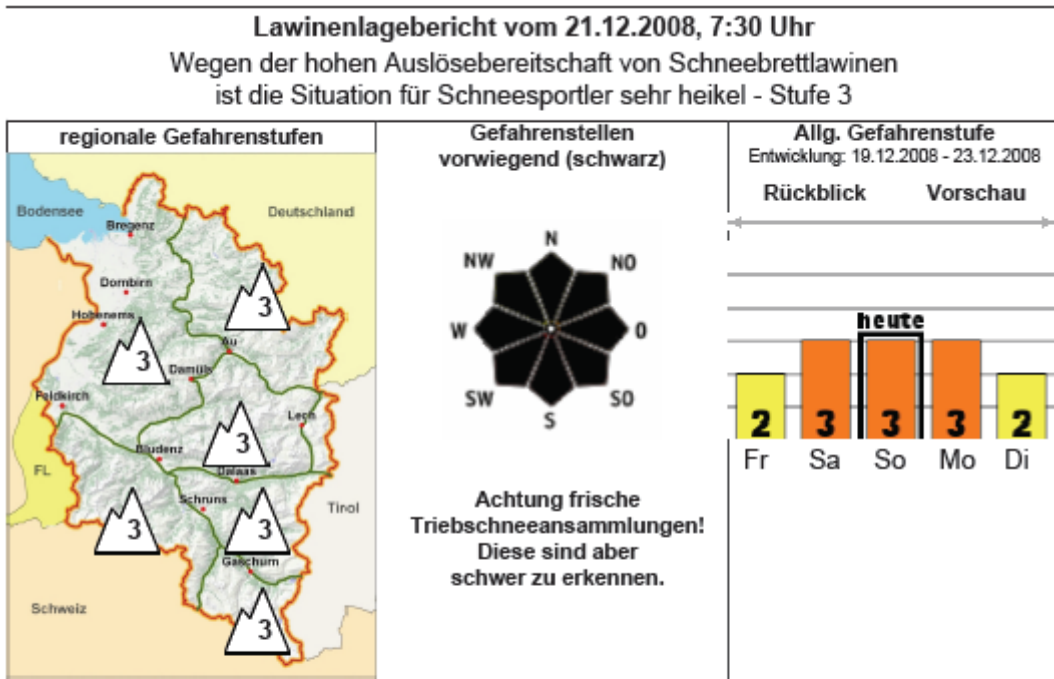 Lawinenlagebericht vom 21.12.2008, 7:30 Uhr
Wegen der hohen Auslösebereitschaft von Schneebrettlawinen
ist die Situation für Schneesportler sehr heikel - Stufe 3
regionale Gefahrenstufen
Bodensee
Deutschland
Bregenz
Dornbirn
3
Hohenems
3
Au
Damüls
Feldkirch
Lech
3
Bludenz
FL
Dalaas
Schruns
Tirol
3
3
Gaschurn
Schweiz
3
Gefahrenstellen
vorwiegend (schwarz)
N
NW
NO
W
O
SW
SO
S
Achtung frische
Triebschneeansammlungen!
Diese sind aber
schwer zu erkennen.
Allg. Gefahrenstufe
Entwicklung: 19.12.2008 - 23.12.2008
Rückblick Vorschau
heute
2 3 3 3 2
Fr Sa So Mo Di